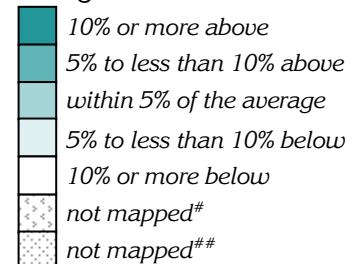 10% or more above
5% to less than 10% above
within 5% of the average
5% to less than 10% below
10% or more below
not mapped#
not mapped##